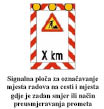 X km
Signalna ploča za označavanje
mjesta radova na cesti i mjesta
gdje je zadan smjer ili način
preusmjeravanja prometa